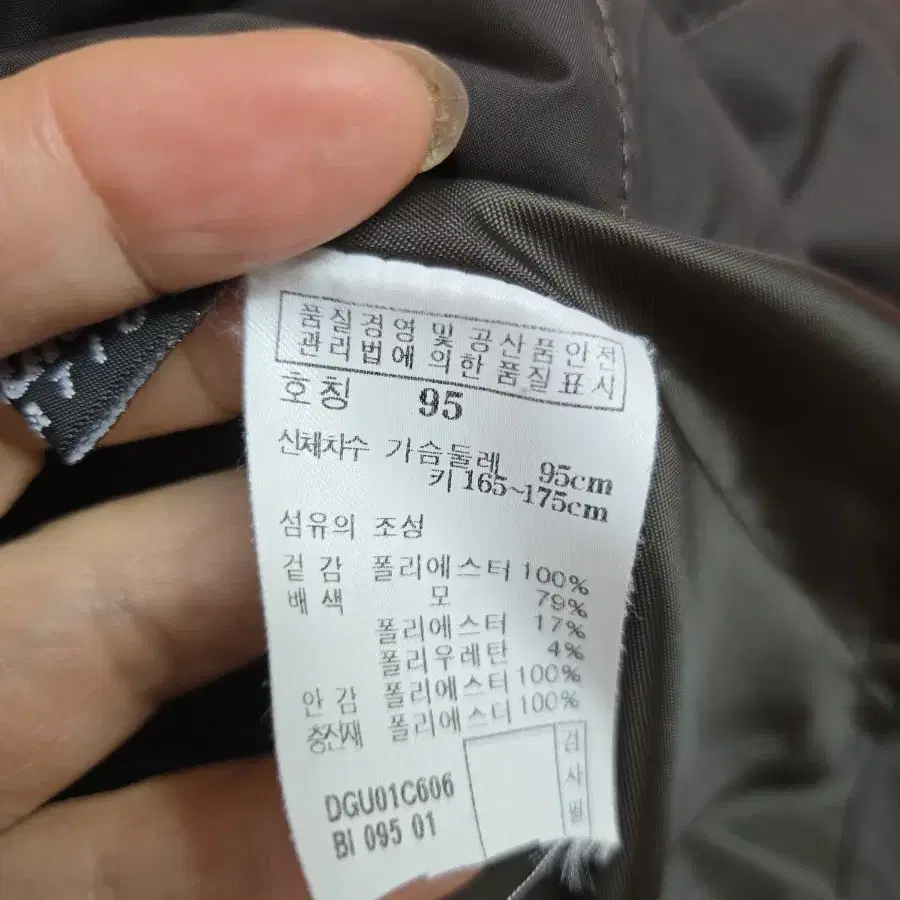 품질경영 및 공산품안전
관리법에 의한 품질표시
호칭 95
신체차수 가슴둘레 95cm
키 165~175cm
섬유의 조성
겉감 폴리에스터 100%
배색 모 79%
폴리에스터 17%
폴리우레탄 4%
안감 폴리에스터 100%
충전재 폴리에스터 100%
검사필
DGU01C606
BI 095 01